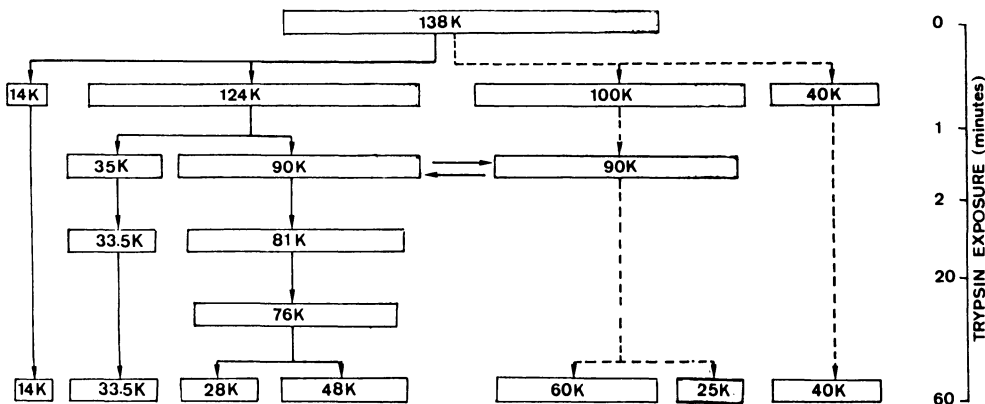 138K
0
14K
124K
100K
40K
1
35K
90K
90K
2
33.5K
81K
20
76K
14K
33.5K
28K
48K
60K
25K
40K
60
TRYPSIN EXPOSURE (minutes)